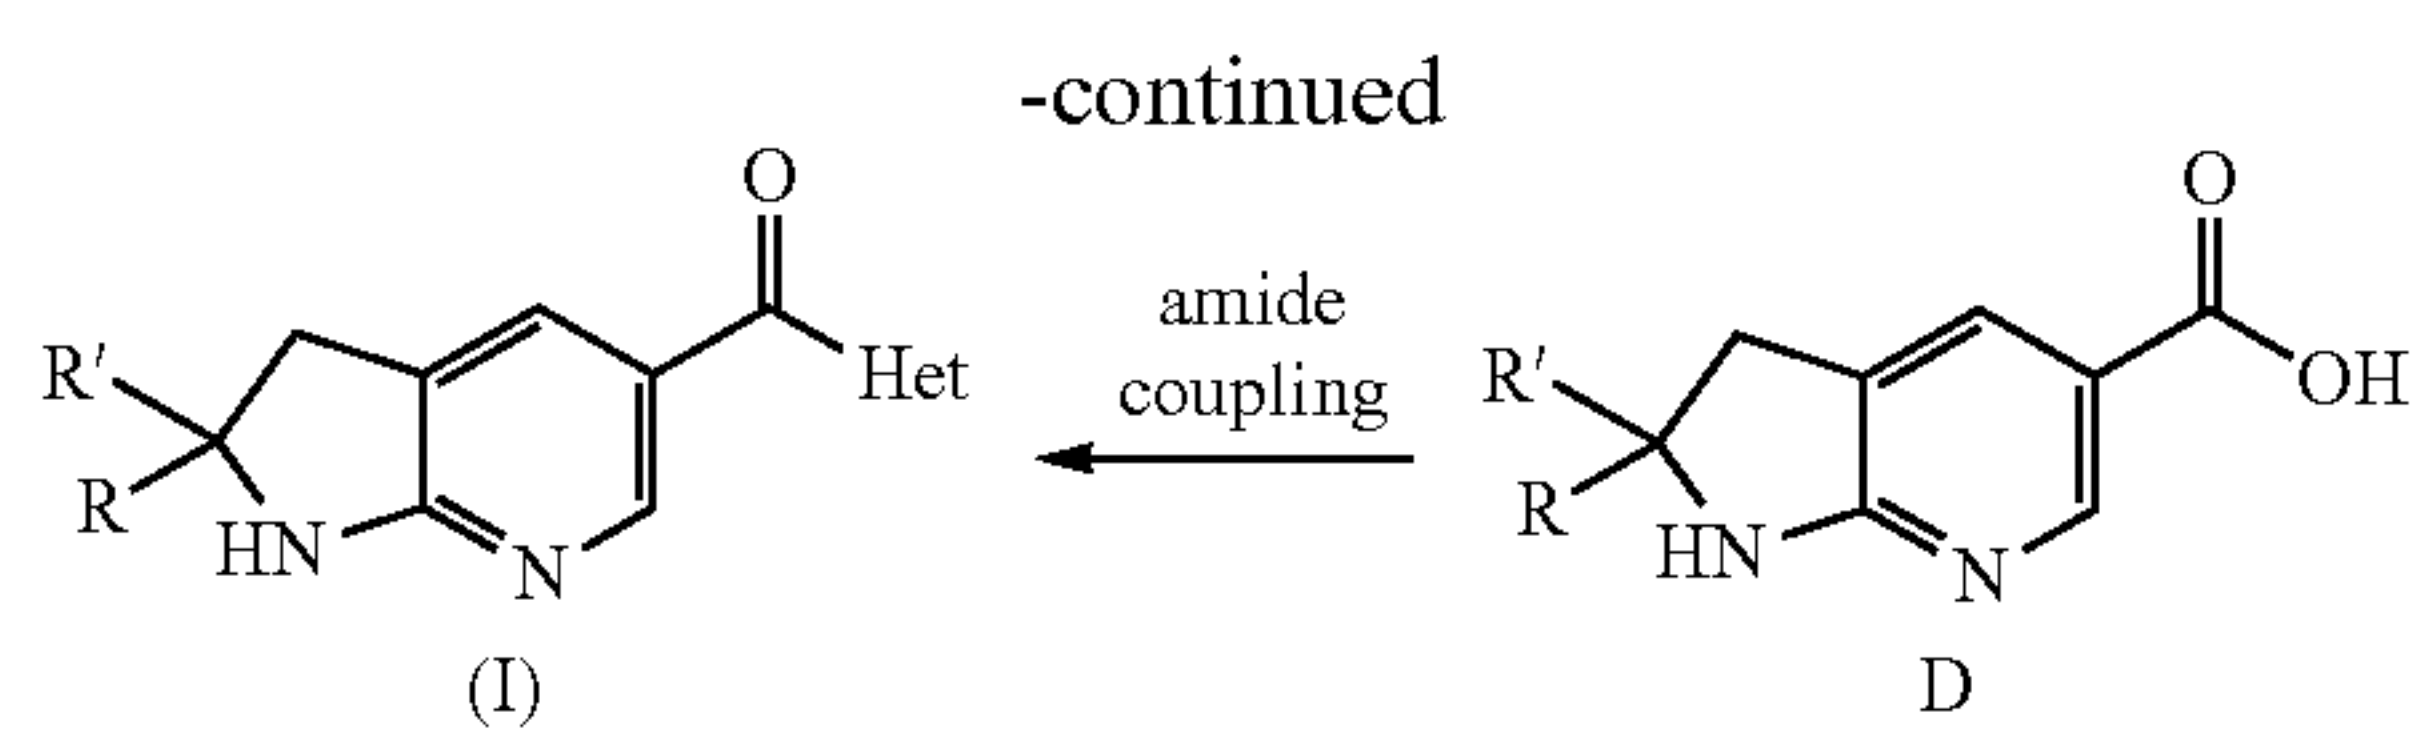 -continued
O
R'
R
HN
N
Het
(I)
amide
coupling
O
R'
R
HN
N
OH
D